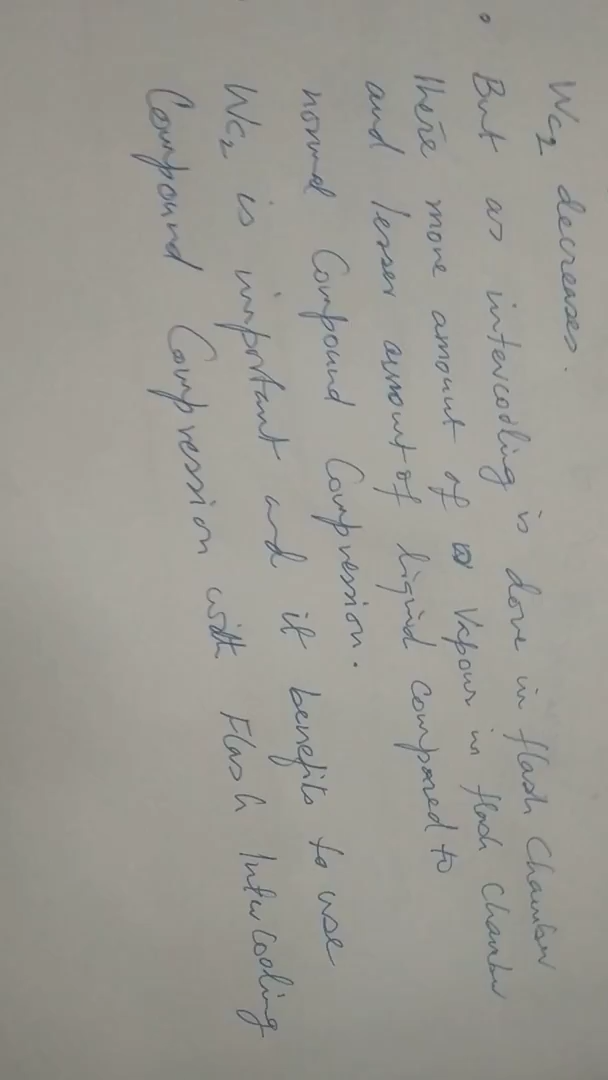 Wc2 decreases.
• But as intercooling is done in flash Chamber
there more amount of vapour in flash chamber
and lesser amount of liquid compared to
normal Compound Compression.
Wc2 is important and it benefits to use
Compound Compression with Flash Intercooling